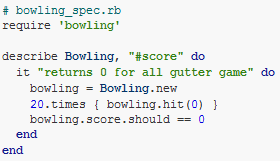 # bowling_spec.rb
require 'bowling'

describe Bowling, "#score" do
  it "returns 0 for all gutter game" do
    bowling = Bowling.new
    20.times { bowling.hit(0) }
    bowling.score.should == 0
  end
end